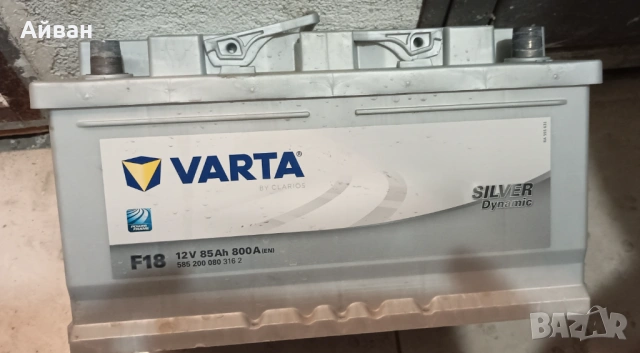 Айван
VARTA
BY CLARIOS
SILVER
Dynamic
F18 12V 85Ah 800A(EN)
585 200 080 316 2
BAZAR